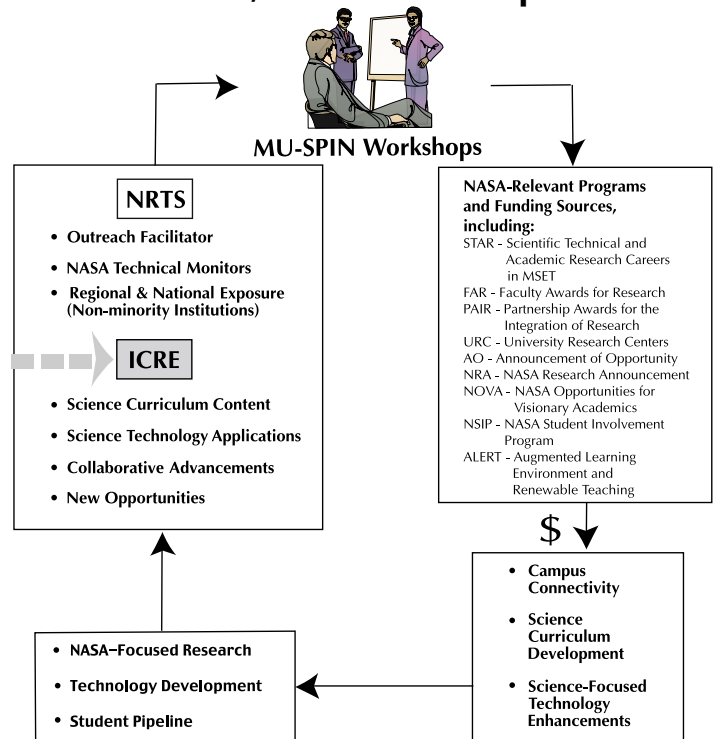 MU-SPIN Workshops
NRTS
• Outreach Facilitator
• NASA Technical Monitors
• Regional & National Exposure
(Non-minority Institutions)
ICRE
• Science Curriculum Content
• Science Technology Applications
• Collaborative Advancements
• New Opportunities
NASA-Relevant Programs
and Funding Sources,
including:
STAR - Scientific Technical and
Academic Research Careers
in MSET
FAR - Faculty Awards for Research
PAIR - Partnership Awards for the
Integration of Research
URC - University Research Centers
AO - Announcement of Opportunity
NRA - NASA Research Announcement
NOVA - NASA Opportunities for
Visionary Academics
NSIP - NASA Student Involvement
Program
ALERT - Augmented Learning
Environment and
Renewable Teaching
$
• Campus
Connectivity
• Science
Curriculum
Development
• Science-Focused
Technology
Enhancements
• NASA–Focused Research
• Technology Development
• Student Pipeline